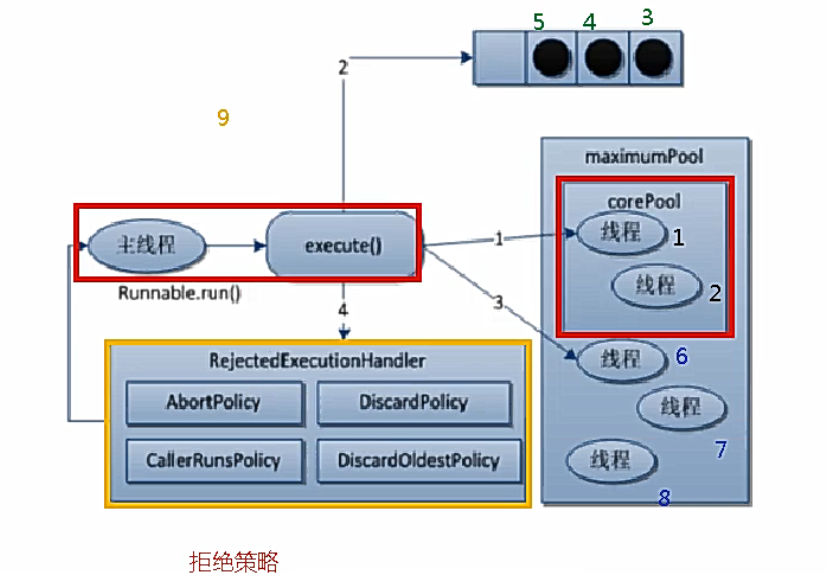 5 4 3
2
9
maximumPool
corePool
主线程
execute()
1
线程
1
Runnable.run()
线程
2
3
4
线程
6
RejectedExecutionHandler
AbortPolicy
DiscardPolicy
线程
7
CallerRunsPolicy
DiscardOldestPolicy
线程
8
拒绝策略